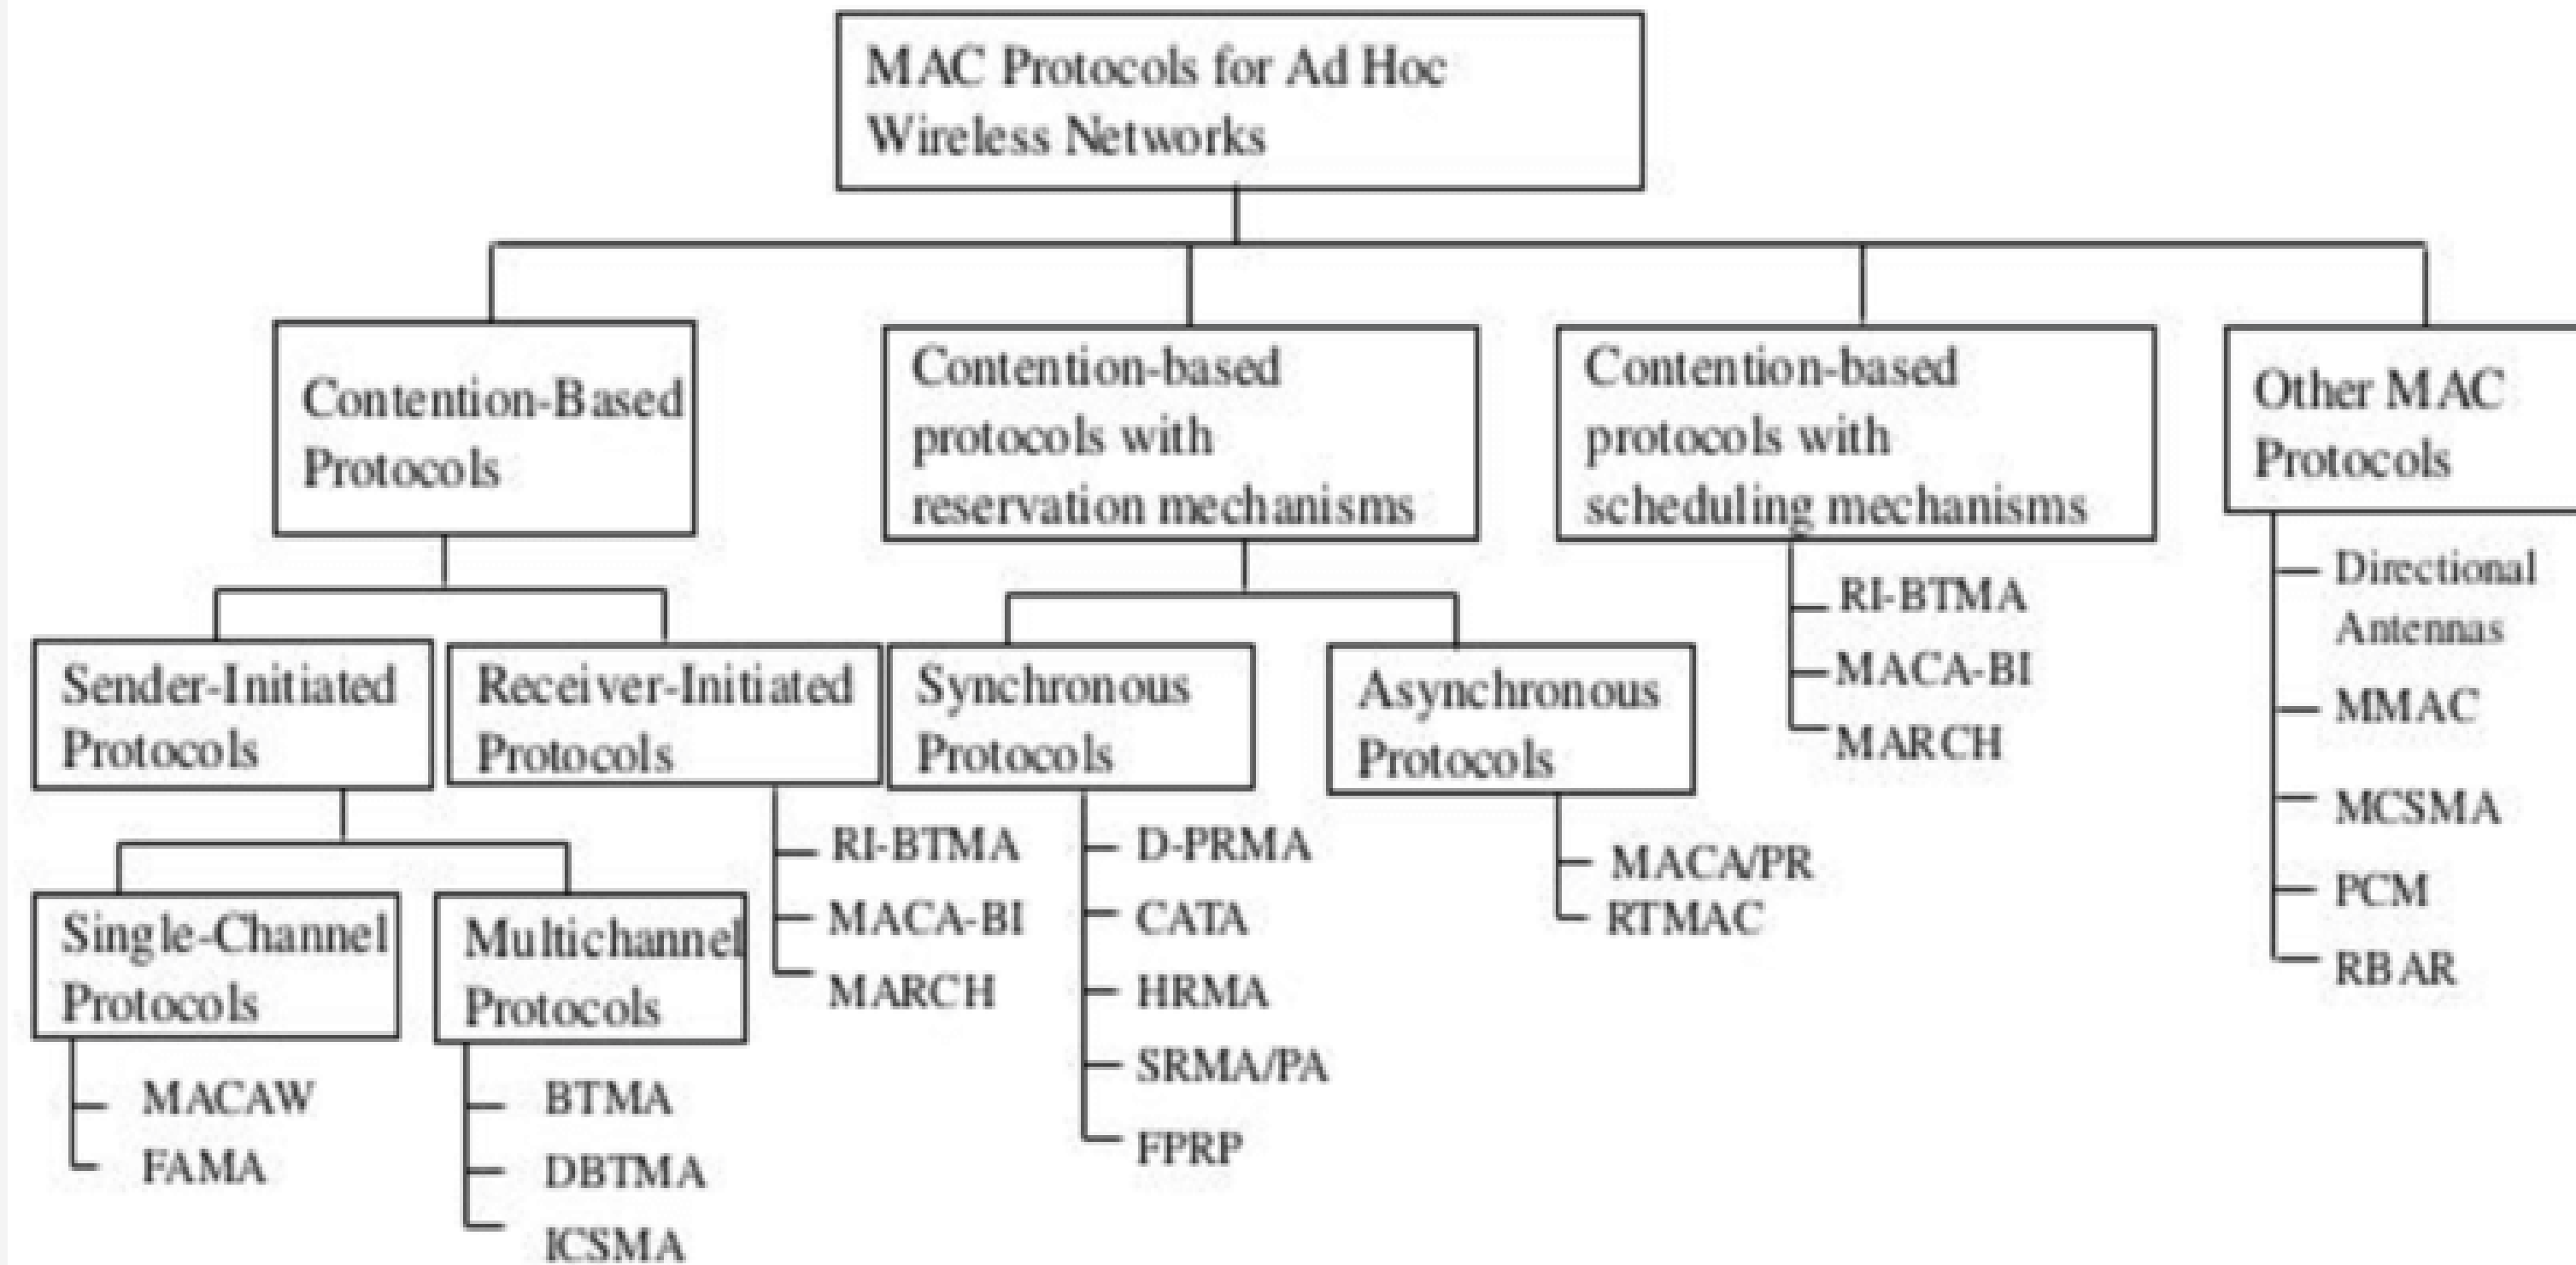 MAC Protocols for Ad Hoc
Wireless Networks
Contention-Based
Protocols
Contention-based
protocols with
reservation mechanisms
Contention-based
protocols with
scheduling mechanisms
Other MAC
Protocols
Sender-Initiated
Protocols
Receiver-Initiated
Protocols
Synchronous
Protocols
Asynchronous
Protocols
RI-BTMA
MACA-BI
MARCH
Directional
Antennas
MMAC
MCSMA
PCM
RBAR
Single-Channel
Protocols
Multichannel
Protocols
RI-BTMA
MACA-BI
MARCH
D-PRMA
CATA
HRMA
SRMA/PA
FPRP
MACA/PR
RTMAC
MACAW
FAMA
BTMA
DBTMA
ICSMA